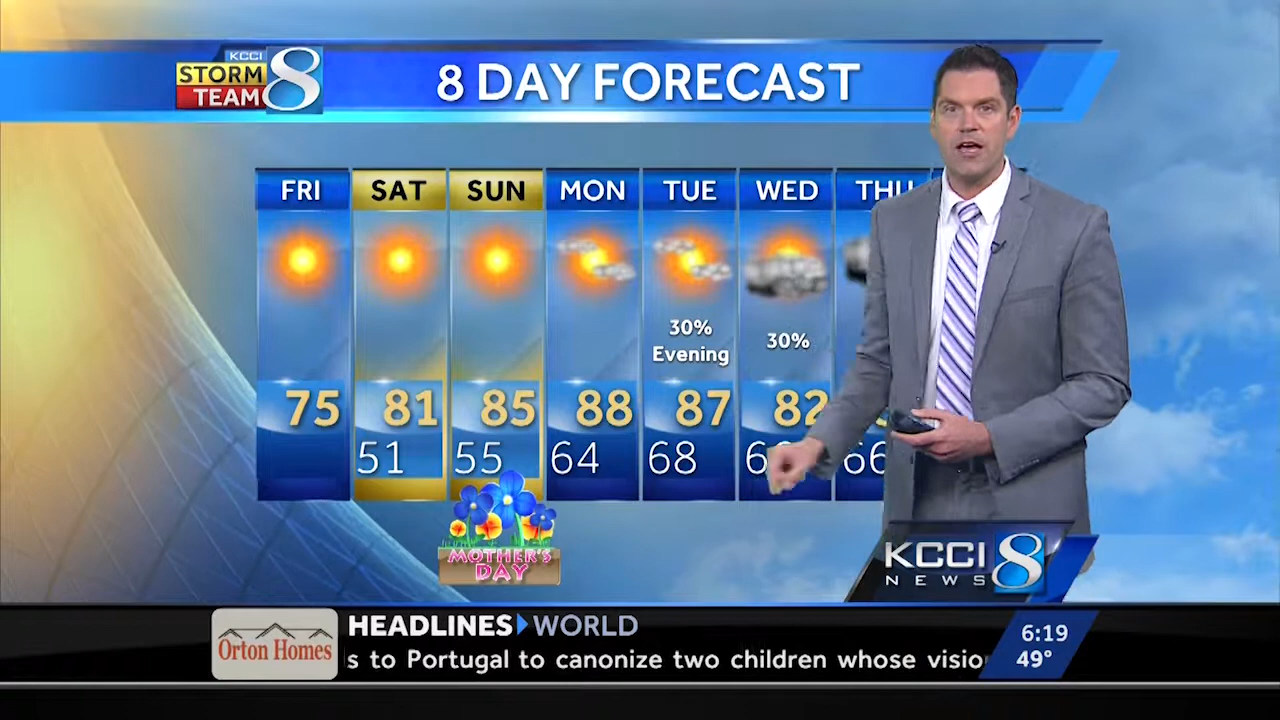 KCCI
STORM
TEAM 8
8 DAY FORECAST
FRI SAT SUN MON TUE WED THU
30%
Evening
30%
75 81 85 88 87 82
51 55 64 68 66
MOTHER'S
DAY
KCCI 8
NEWS
Orton Homes
HEADLINES WORLD
s to Portugal to canonize two children whose visio
6:19
49°